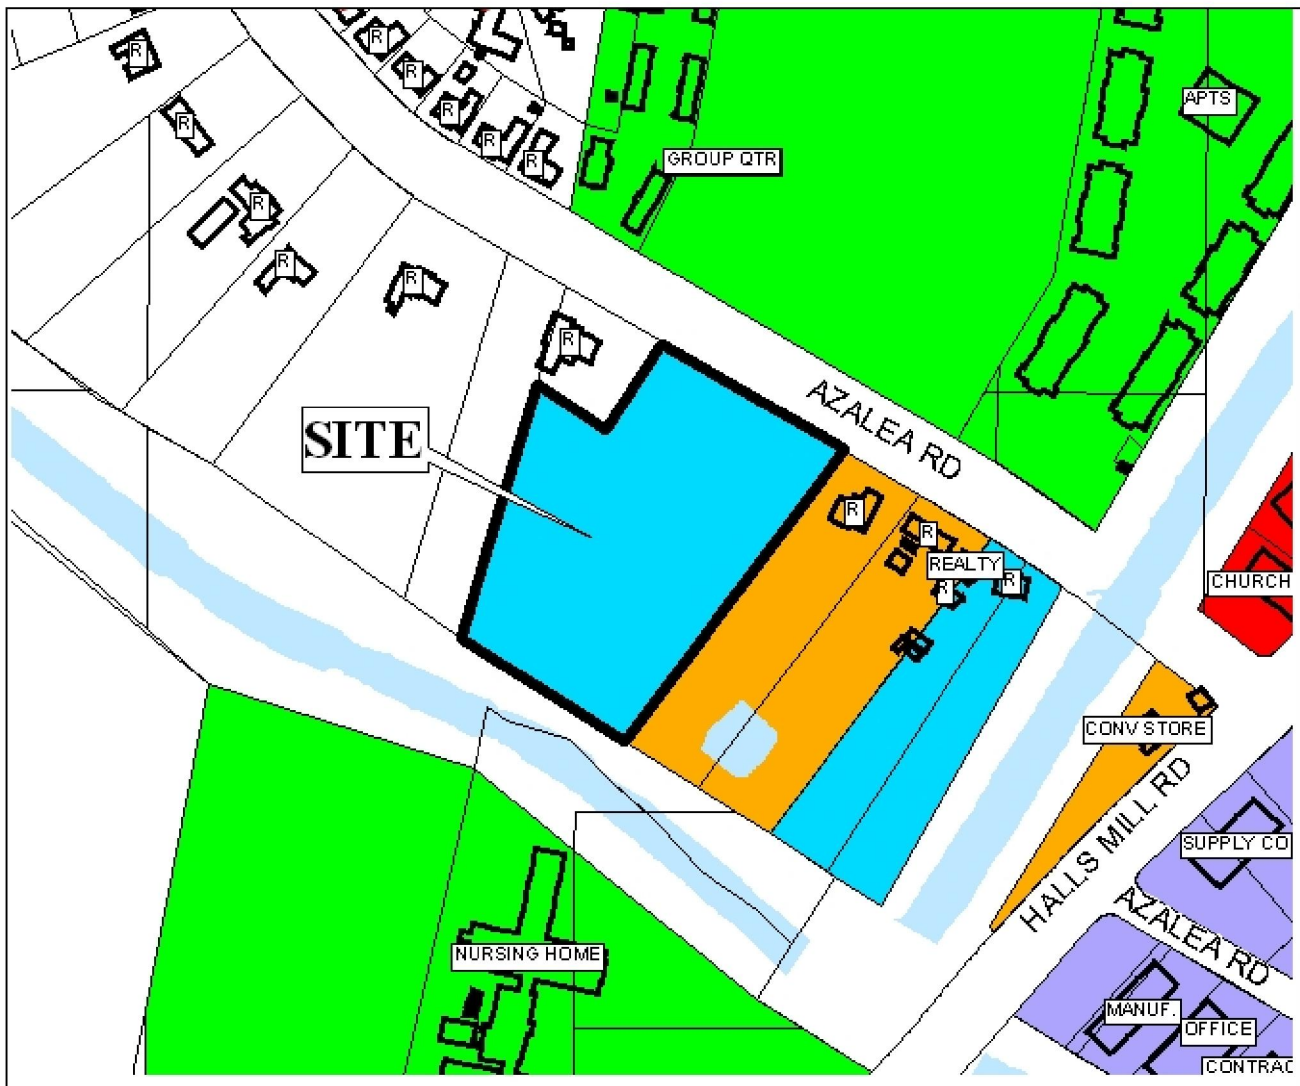 R
R
R
R
R
R
R
APTS
GROUP QTR
R
R
R
R
AZALEA RD
SITE
R
R
REALTY
R
R
CHURCH
CONV STORE
HALLS MILL RD
SUPPLY CO
AZALEA RD
NURSING HOME
MANUF.
OFFICE
CONTRAC